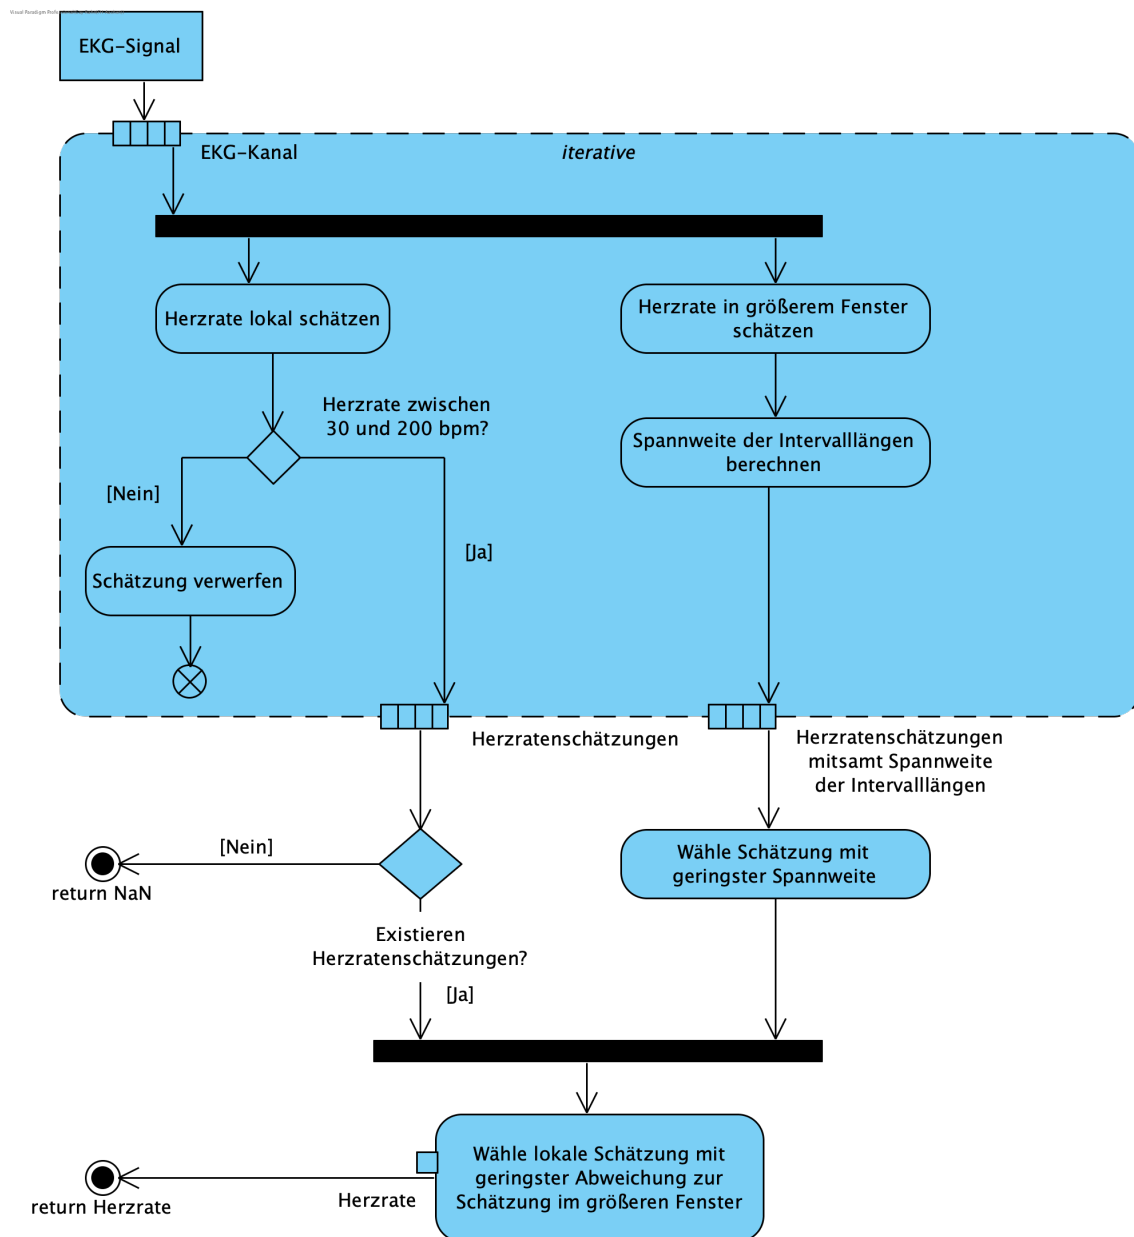 Visual Paradigm
EKG-Signal
EKG-Kanal
iterative
Herzrate lokal schätzen
Herzrate in größerem Fenster
schätzen
Herzrate zwischen
30 und 200 bpm?
Spannweite der Intervalllängen
berechnen
[Nein]
[Ja]
Schätzung verwerfen
Herzratenschätzungen
Herzratenschätzungen
mitsamt Spannweite
der Intervalllängen
[Nein]
return NaN
Wähle Schätzung mit
geringster Spannweite
Existieren
Herzratenschätzungen?
[Ja]
Wähle lokale Schätzung mit
geringster Abweichung zur
Schätzung im größeren Fenster
Herzrate
return Herzrate